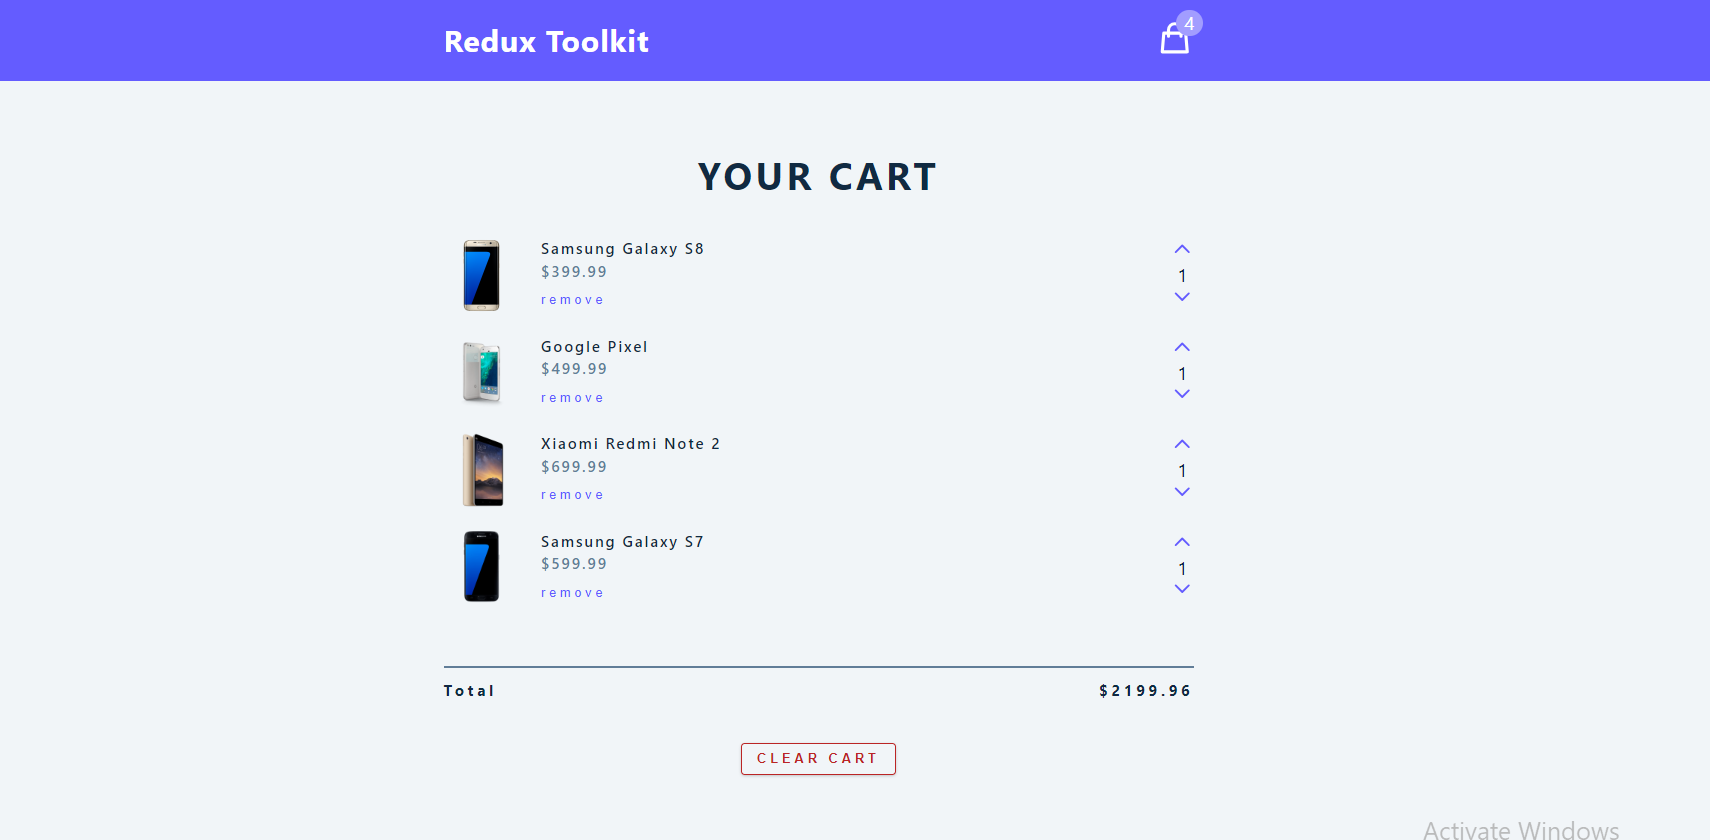 Redux Toolkit
4
YOUR CART
Samsung Galaxy S8
$399.99
remove
1
Google Pixel
$499.99
remove
1
Xiaomi Redmi Note 2
$699.99
remove
1
Samsung Galaxy S7
$599.99
remove
1
Total $2199.96
CLEAR CART
Activate Windows